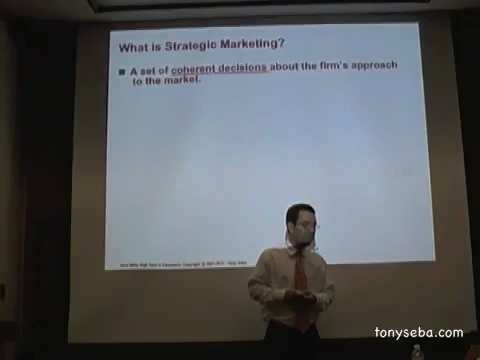 What is Strategic Marketing?
A set of coherent decisions about the firm's approach
to the market.
tonyseba.com